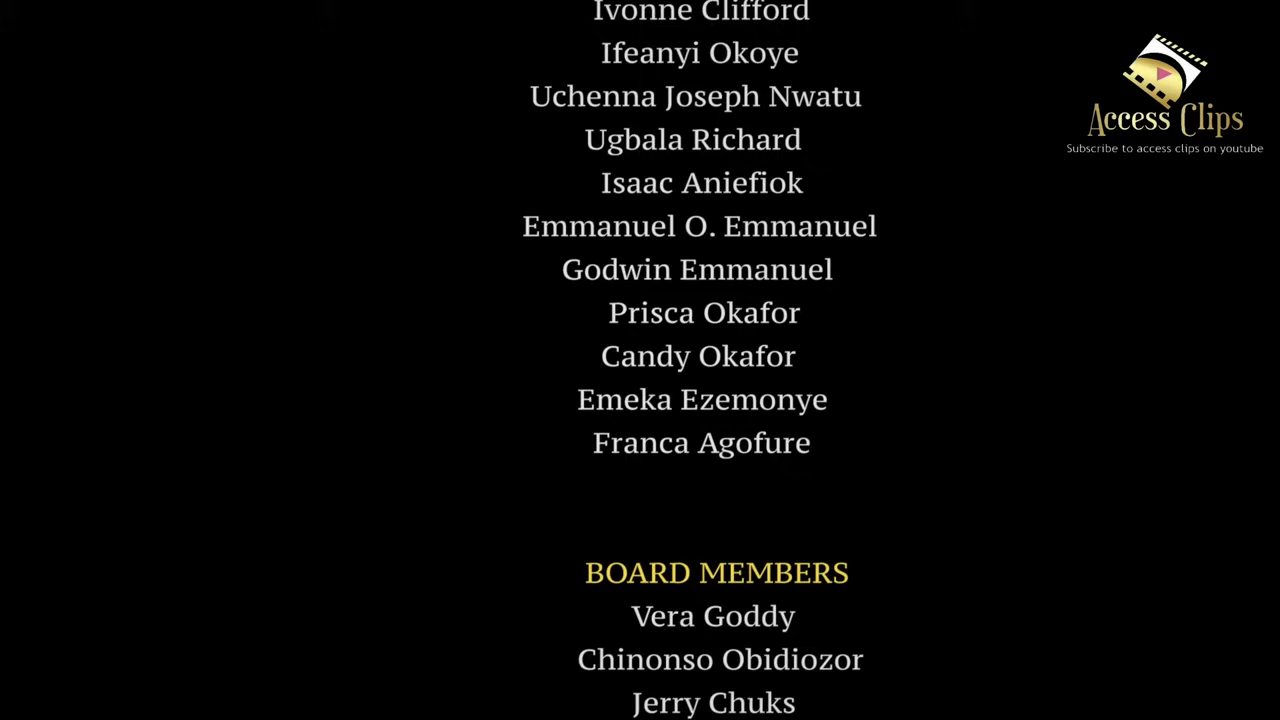 Ivonne Clifford
Ifeanyi Okoye
Uchenna Joseph Nwatu
Ugbala Richard
Isaac Aniefiok
Emmanuel O. Emmanuel
Godwin Emmanuel
Prisca Okafor
Candy Okafor
Emeka Ezemonye
Franca Agofure
BOARD MEMBERS
Vera Goddy
Chinonso Obidiozor
Jerry Chuks
Access Clips
Subscribe to access clips on youtube